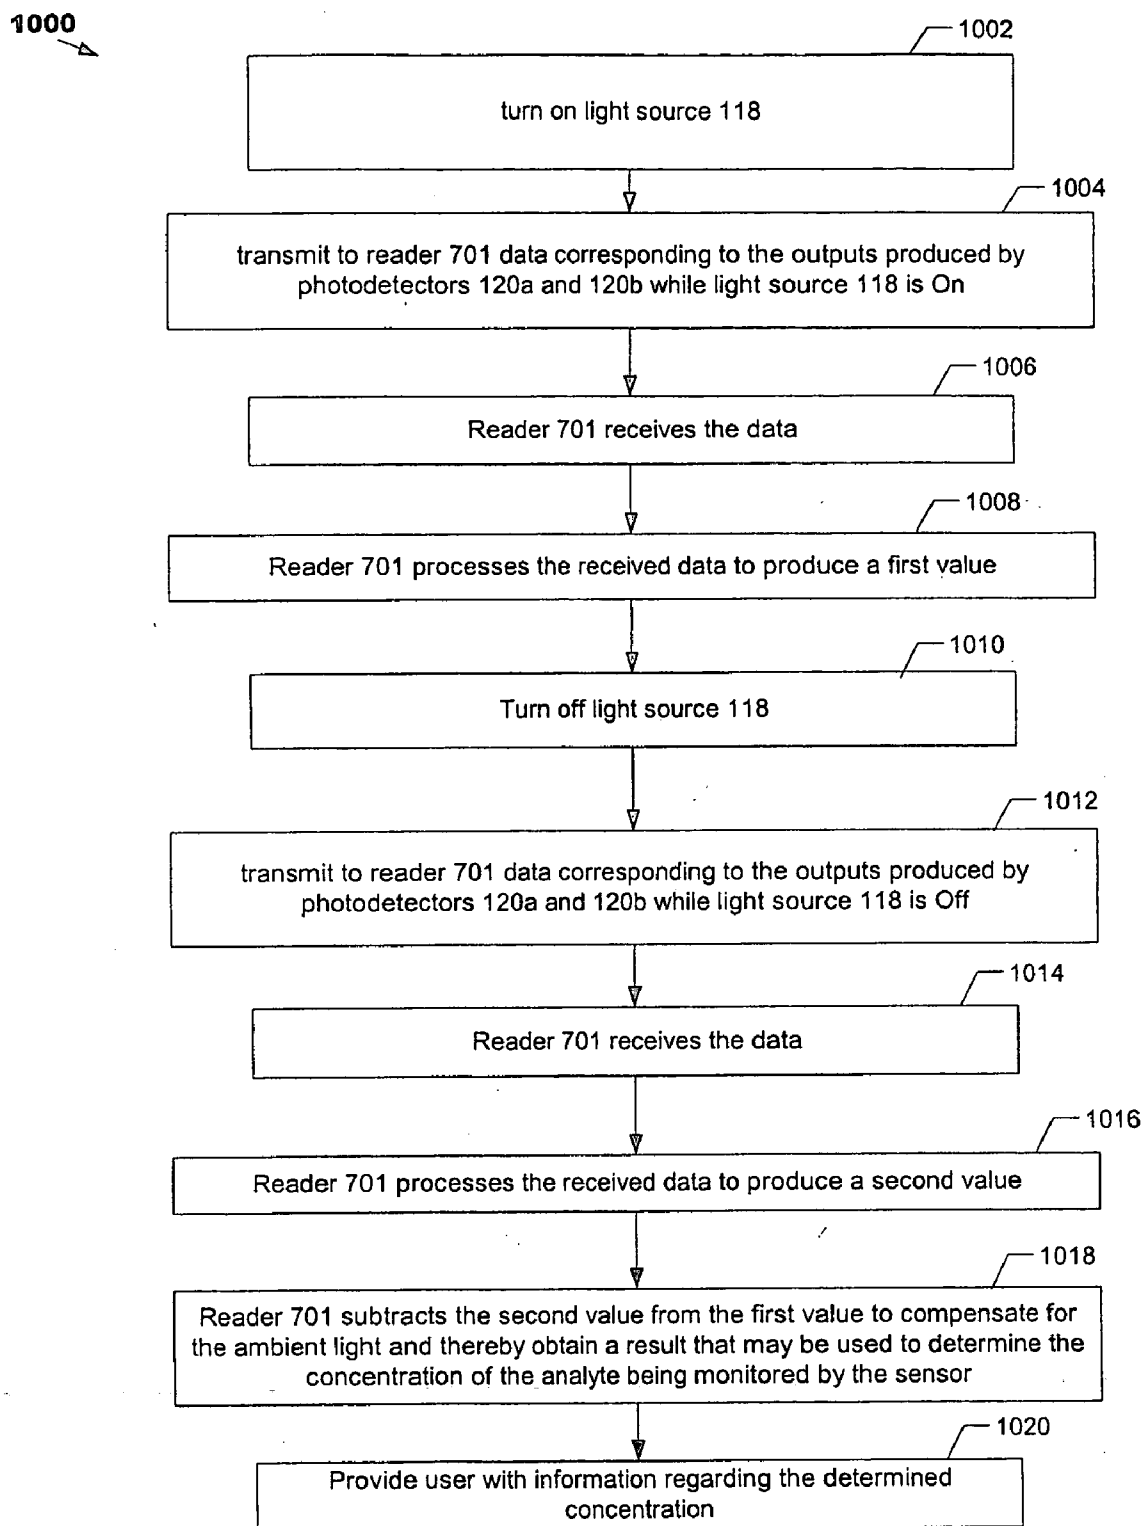 1000
1002
turn on light source 118
1004
transmit to reader 701 data corresponding to the outputs produced by
photodetectors 120a and 120b while light source 118 is On
1006
Reader 701 receives the data
1008
Reader 701 processes the received data to produce a first value
1010
Turn off light source 118
1012
transmit to reader 701 data corresponding to the outputs produced by
photodetectors 120a and 120b while light source 118 is Off
1014
Reader 701 receives the data
1016
Reader 701 processes the received data to produce a second value
1018
Reader 701 subtracts the second value from the first value to compensate for
the ambient light and thereby obtain a result that may be used to determine the
concentration of the analyte being monitored by the sensor
1020
Provide user with information regarding the determined
concentration